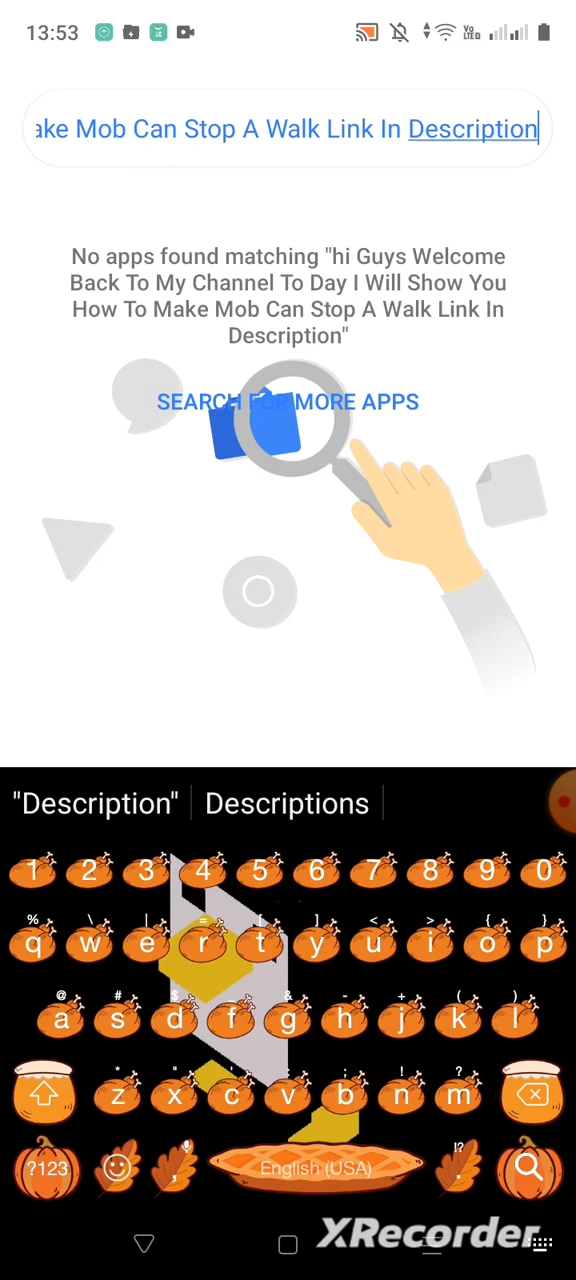 13:53
Vo LTED
ake Mob Can Stop A Walk Link In Description
No apps found matching "hi Guys Welcome
Back To My Channel To Day I Will Show You
How To Make Mob Can Stop A Walk Link In
Description"
SEARCH FOR MORE APPS
"Description" Descriptions
1 2 3 4 5 6 7 8 9 0
% \ | = [ ] < > { }
q w e r t y u i o p
@ # $ _ & - + ( )
a s d f g h j k l
* " ' : ; ! ?
z x c v b n m
?123 , English (USA) !? .
XRecorder